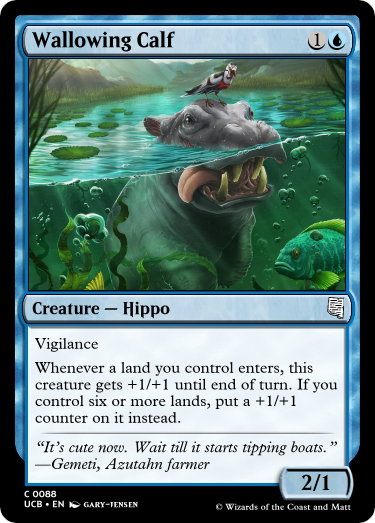 Wallowing Calf 1
Creature — Hippo
Vigilance
Whenever a land you control enters, this
creature gets +1/+1 until end of turn. If you
control six or more lands, put a +1/+1
counter on it instead.
“It’s cute now. Wait till it starts tipping boats.”
—Gemeti, Azutahn farmer
2/1
C 0088
UCB • EN GARY-JENSEN
© Wizards of the Coast and Matt